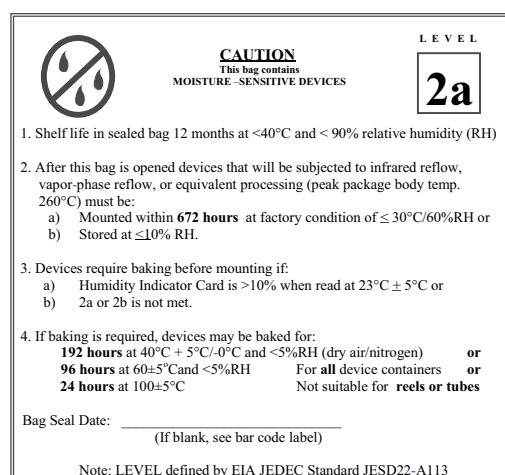 LEVEL
CAUTION
This bag contains
MOISTURE –SENSITIVE DEVICES
2a
1. Shelf life in sealed bag 12 months at <40°C and < 90% relative humidity (RH)
2. After this bag is opened devices that will be subjected to infrared reflow,
vapor-phase reflow, or equivalent processing (peak package body temp.
260°C) must be:
a) Mounted within 672 hours at factory condition of ≤ 30°C/60%RH or
b) Stored at ≤10% RH.
3. Devices require baking before mounting if:
a) Humidity Indicator Card is >10% when read at 23°C ± 5°C or
b) 2a or 2b is not met.
4. If baking is required, devices may be baked for:
192 hours at 40°C + 5°C/-0°C and <5%RH (dry air/nitrogen) or
96 hours at 60±5°Cand <5%RH For all device containers or
24 hours at 100±5°C Not suitable for reels or tubes
Bag Seal Date: ______________________________
(If blank, see bar code label)
Note: LEVEL defined by EIA JEDEC Standard JESD22-A113